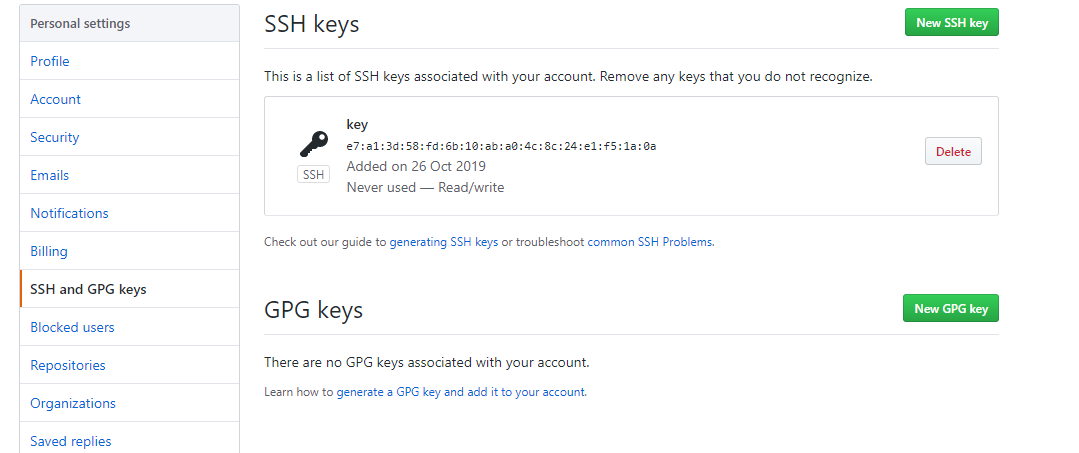 Personal settings
Profile
Account
Security
Emails
Notifications
Billing
SSH and GPG keys
Blocked users
Repositories
Organizations
Saved replies
SSH keys
New SSH key
This is a list of SSH keys associated with your account. Remove any keys that you do not recognize.
key
e7:a1:3d:58:fd:6b:10:ab:a0:4c:8c:24:e1:f5:1a:0a
SSH
Added on 26 Oct 2019
Never used — Read/write
Delete
Check out our guide to generating SSH keys or troubleshoot common SSH Problems.
GPG keys
New GPG key
There are no GPG keys associated with your account.
Learn how to generate a GPG key and add it to your account.